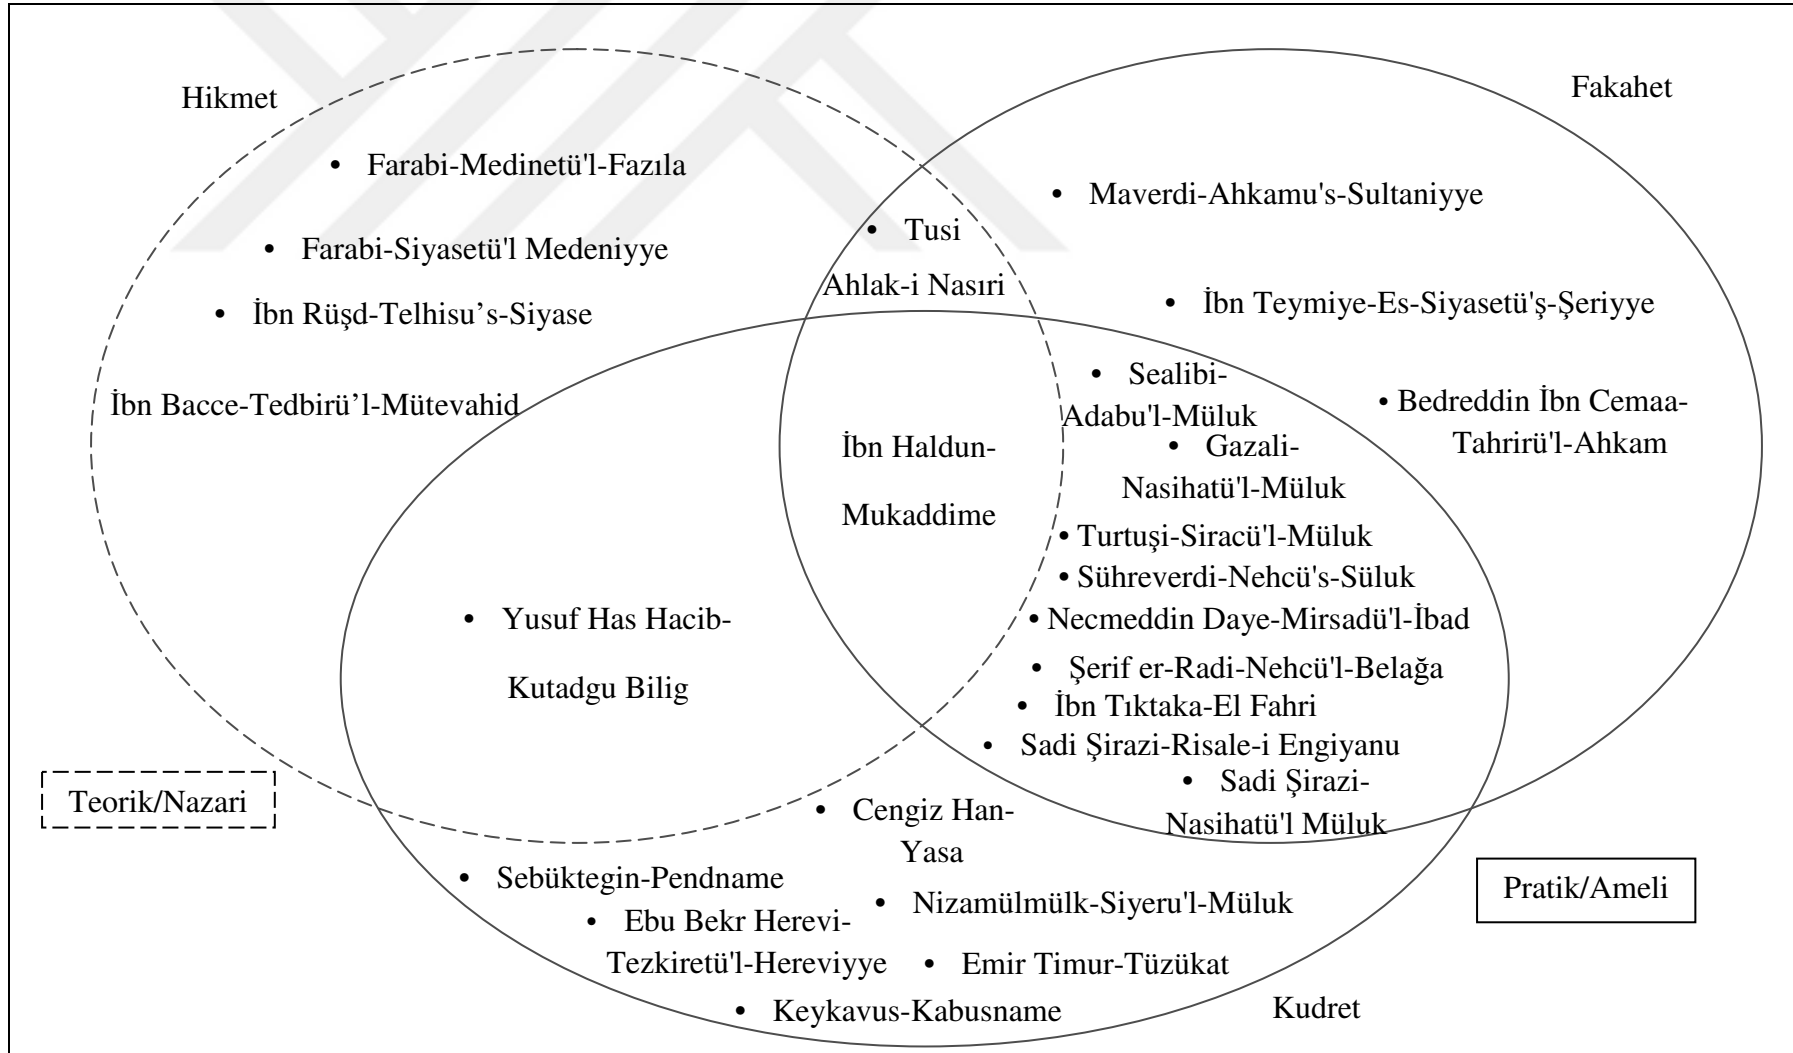 Hikmet
Fakahet
• Farabi-Medinetü'l-Fazıla
• Maverdi-Ahkamu's-Sultaniyye
• Tusi
Ahlak-i Nasıri
• Farabi-Siyasetü'l Medeniyye
• İbn Rüşd-Telhisu’s-Siyase
• İbn Teymiye-Es-Siyasetü'ş-Şeriyye
İbn Bacce-Tedbirü’l-Mütevahid
• Sealibi-
Adabu'l-Müluk
• Bedreddin İbn Cemaa-
Tahrirü'l-Ahkam
İbn Haldun-
Mukaddime
• Gazali-
Nasihatü'l-Müluk
• Turtuşi-Siracü'l-Müluk
• Sühreverdi-Nehcü's-Süluk
• Necmeddin Daye-Mirsadü'l-İbad
• Şerif er-Radi-Nehcü'l-Belağa
• İbn Tıktaka-El Fahri
• Sadi Şirazi-Risale-i Engiyanu
• Sadi Şirazi-
Nasihatü'l Müluk
• Yusuf Has Hacib-
Kutadgu Bilig
Teorik/Nazari
• Cengiz Han-
Yasa
• Sebüktegin-Pendname
• Nizamülmülk-Siyeru'l-Müluk
• Ebu Bekr Herevi-
Tezkiretü'l-Hereviyye
• Emir Timur-Tüzükat
• Keykavus-Kabusname
Pratik/Ameli
Kudret